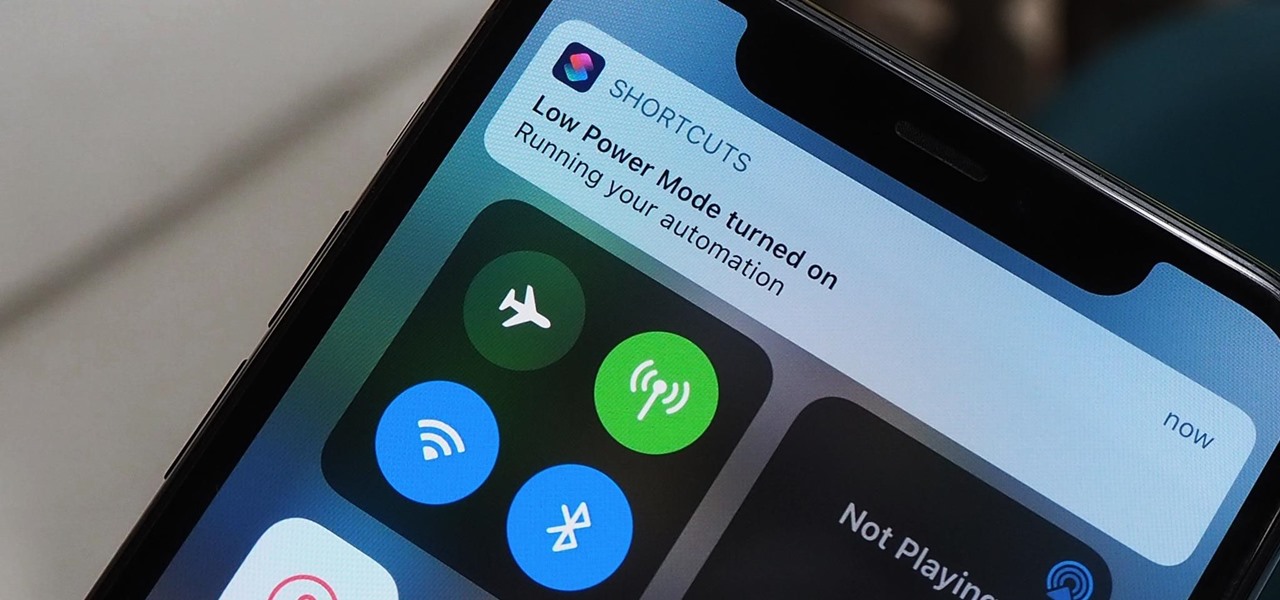 SHORTCUTS
Low Power Mode turned on
Running your automation
now
Not Playing